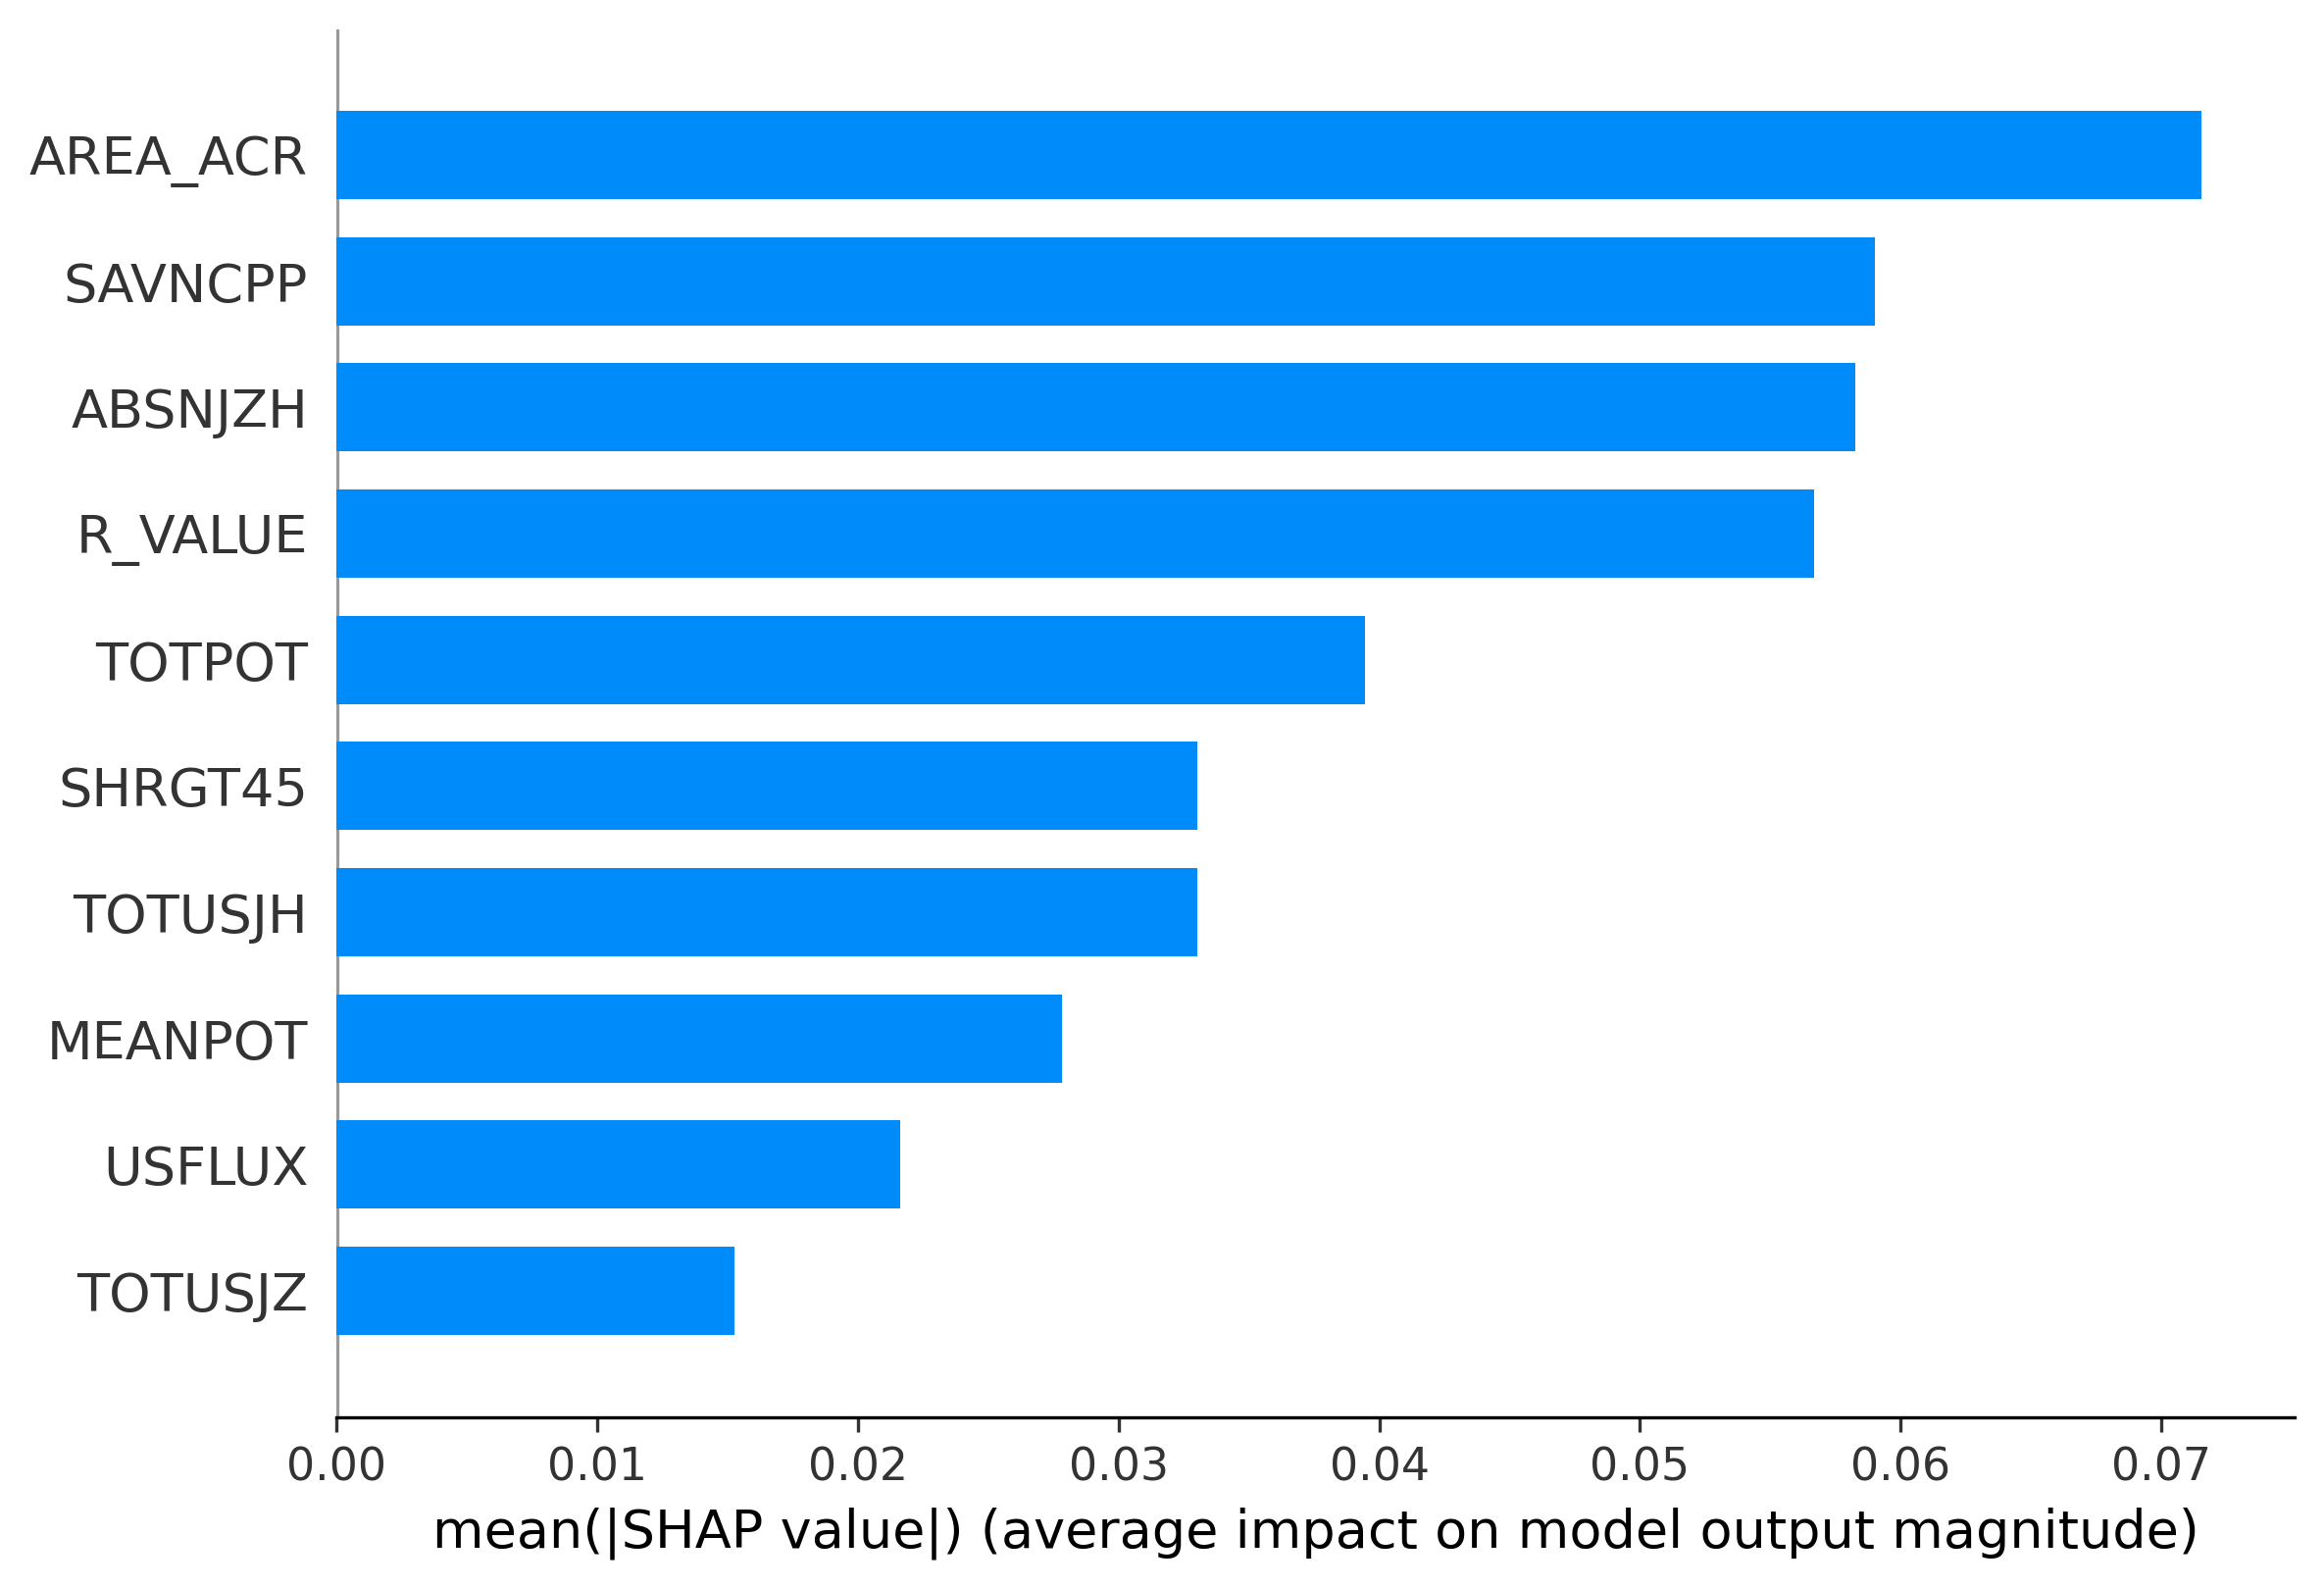 AREA_ACR
SAVNCPP
ABSNJZH
R_VALUE
TOTPOT
SHRGT45
TOTUSJH
MEANPOT
USFLUX
TOTUSJZ
0.00 0.01 0.02 0.03 0.04 0.05 0.06 0.07
mean(|SHAP value|) (average impact on model output magnitude)